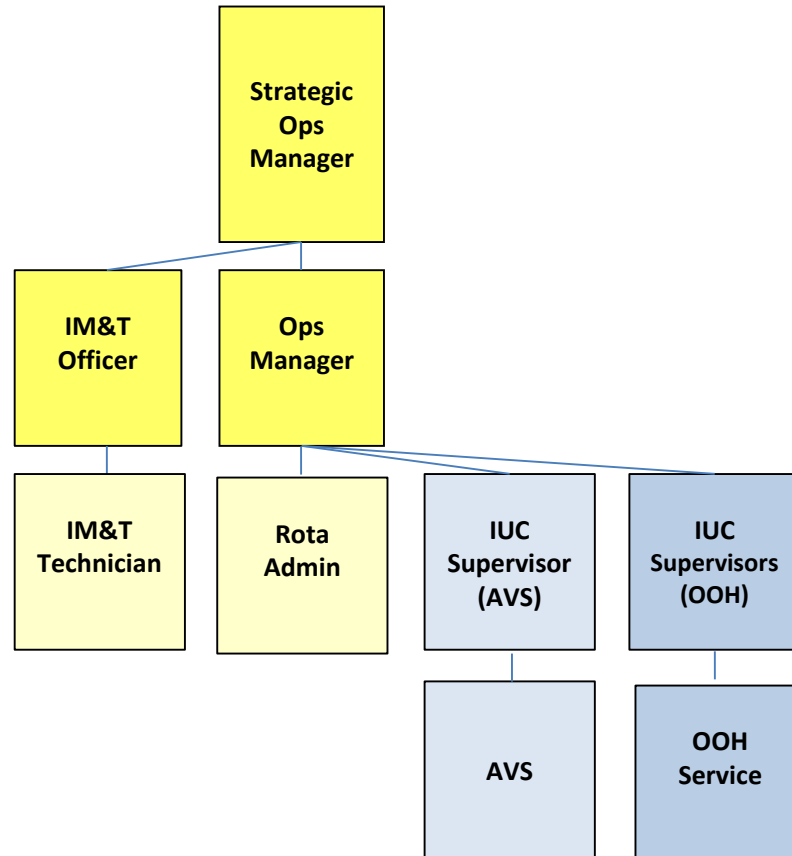 Strategic
Ops
Manager
IM&T
Officer
Ops
Manager
IM&T
Technician
Rota
Admin
IUC
Supervisor
(AVS)
IUC
Supervisors
(OOH)
AVS
OOH
Service